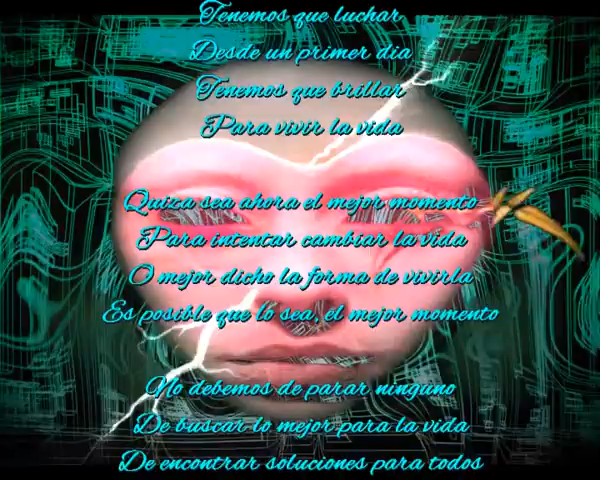 Tenemos que luchar
Desde un primer dia
Tenemos que brillar
Para vivir la vida
Quiza sea ahora el mejor momento
Para intentar cambiar la vida
O mejor dicho la forma de vivirla
Es posible que lo sea, el mejor momento
No debemos de parar ninguno
De buscar lo mejor para la vida
De encontrar soluciones para todos